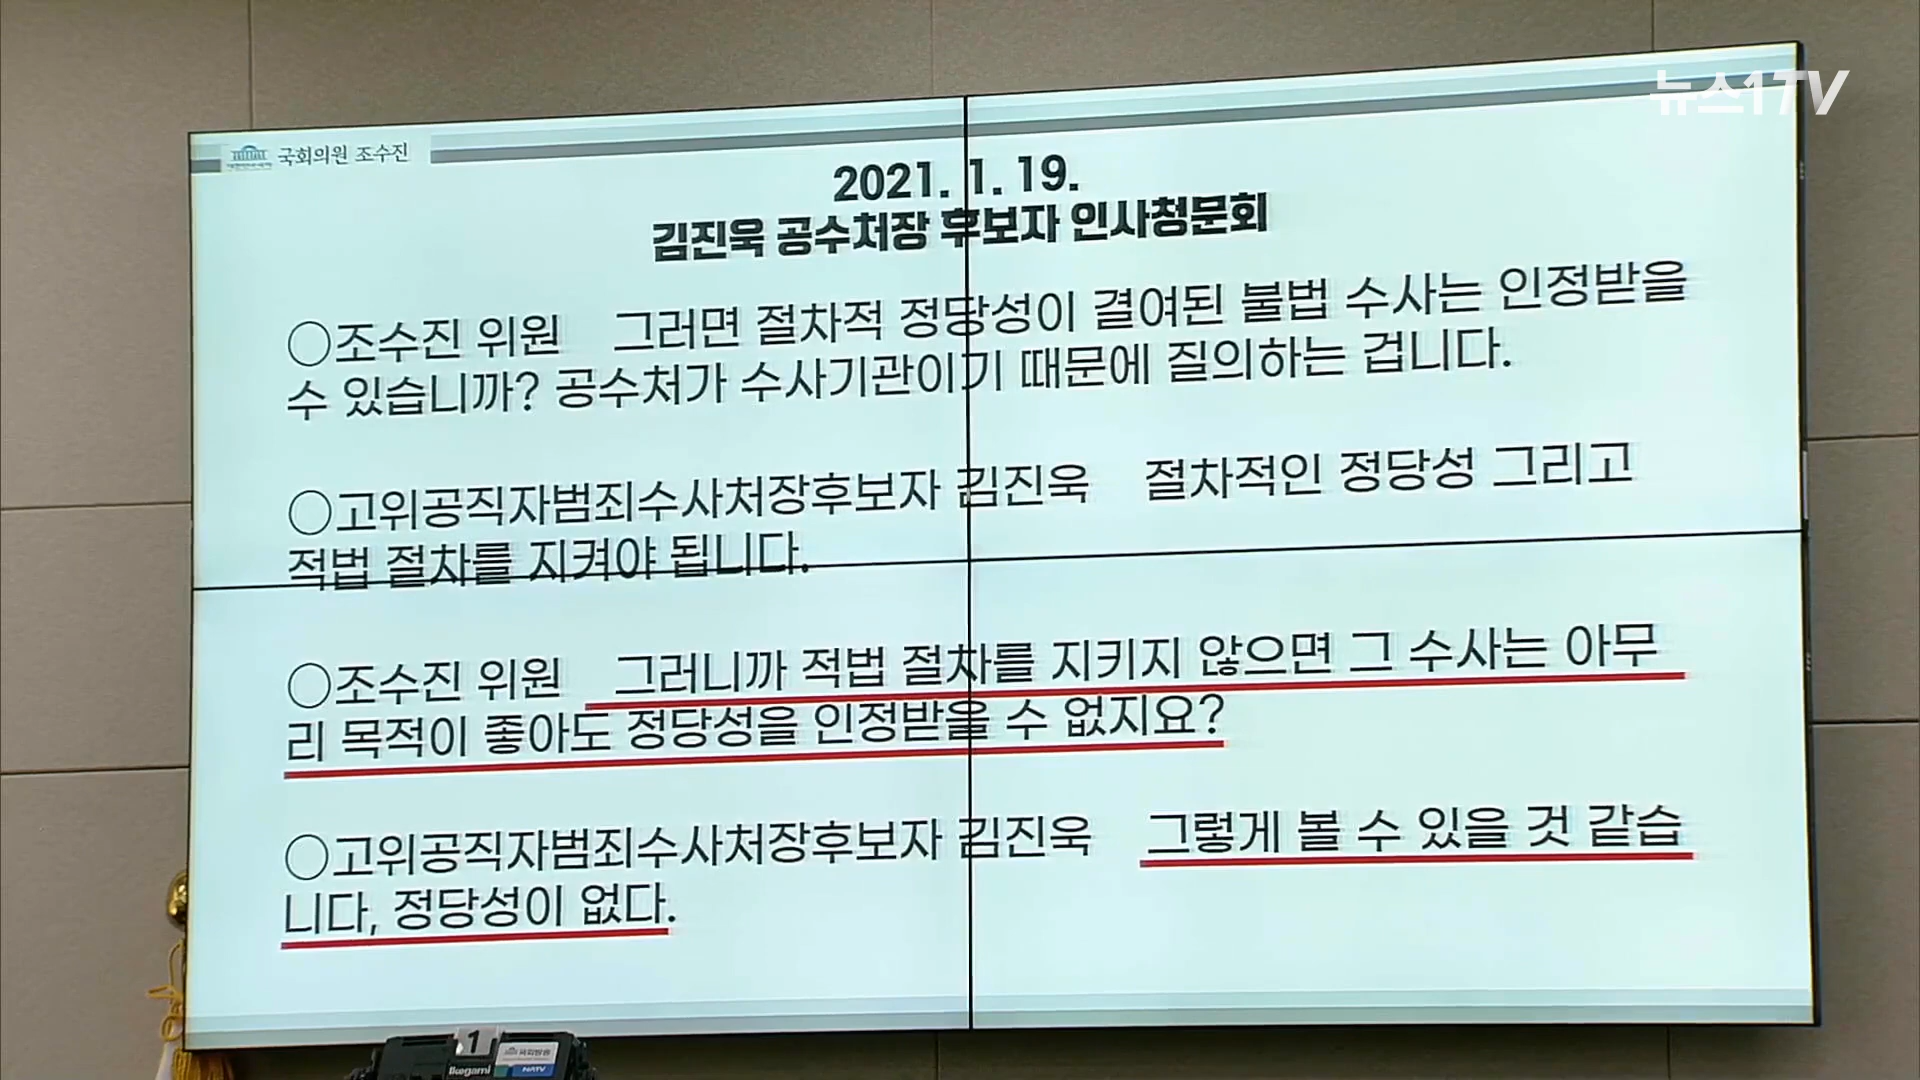 뉴스1TV
국회의원 조수진
2021. 1. 19.
김진욱 공수처장 후보자 인사청문회
○조수진 위원 그러면 절차적 정당성이 결여된 불법 수사는 인정받을
수 있습니까? 공수처가 수사기관이기 때문에 질의하는 겁니다.
○고위공직자범죄수사처장후보자 김진욱 절차적인 정당성 그리고
적법 절차를 지켜야 됩니다.
○조수진 위원 그러니까 적법 절차를 지키지 않으면 그 수사는 아무
리 목적이 좋아도 정당성을 인정받을 수 없지요?
○고위공직자범죄수사처장후보자 김진욱 그렇게 볼 수 있을 것 같습
니다, 정당성이 없다.
1
국회방송
Ikegami
NATV